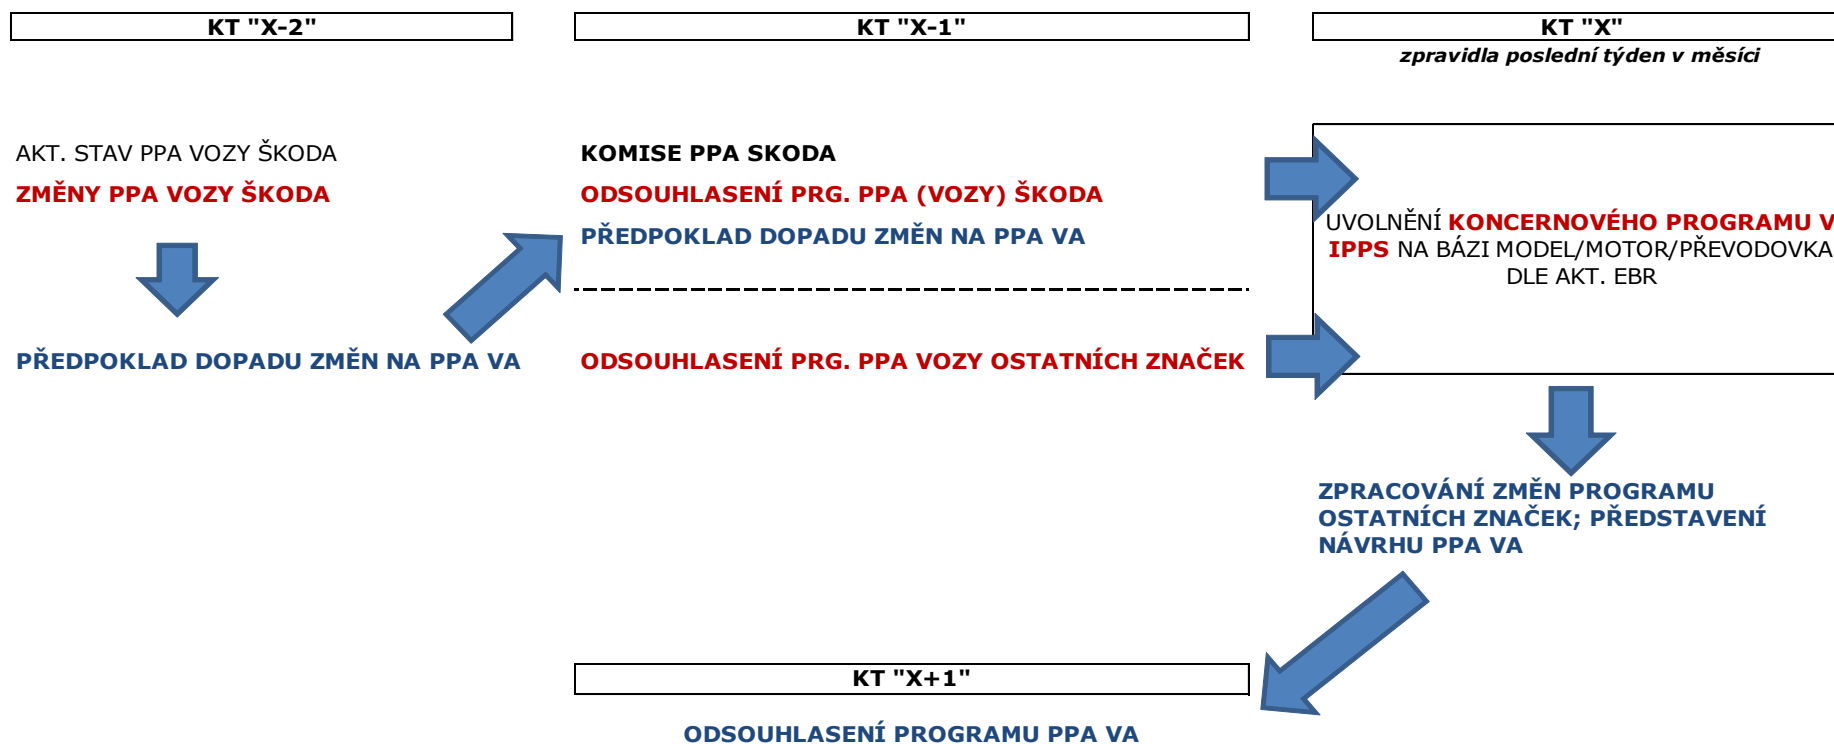 KT "X-2"
KT "X-1"
KT "X"
zpravidla poslední týden v měsíci
AKT. STAV PPA VOZY ŠKODA
ZMĚNY PPA VOZY ŠKODA
PŘEDPOKLAD DOPADU ZMĚN NA PPA VA
KOMISE PPA SKODA
ODSOUHLASENÍ PRG. PPA (VOZY) ŠKODA
PŘEDPOKLAD DOPADU ZMĚN NA PPA VA
ODSOUHLASENÍ PRG. PPA VOZY OSTATNÍCH ZNAČEK
UVOLNĚNÍ KONCERNOVÉHO PROGRAMU V
IPPS NA BÁZI MODEL/MOTOR/PŘEVODOVKA
DLE AKT. EBR
ZPRACOVÁNÍ ZMĚN PROGRAMU
OSTATNÍCH ZNAČEK; PŘEDSTAVENÍ
NÁVRHU PPA VA
KT "X+1"
ODSOUHLASENÍ PROGRAMU PPA VA